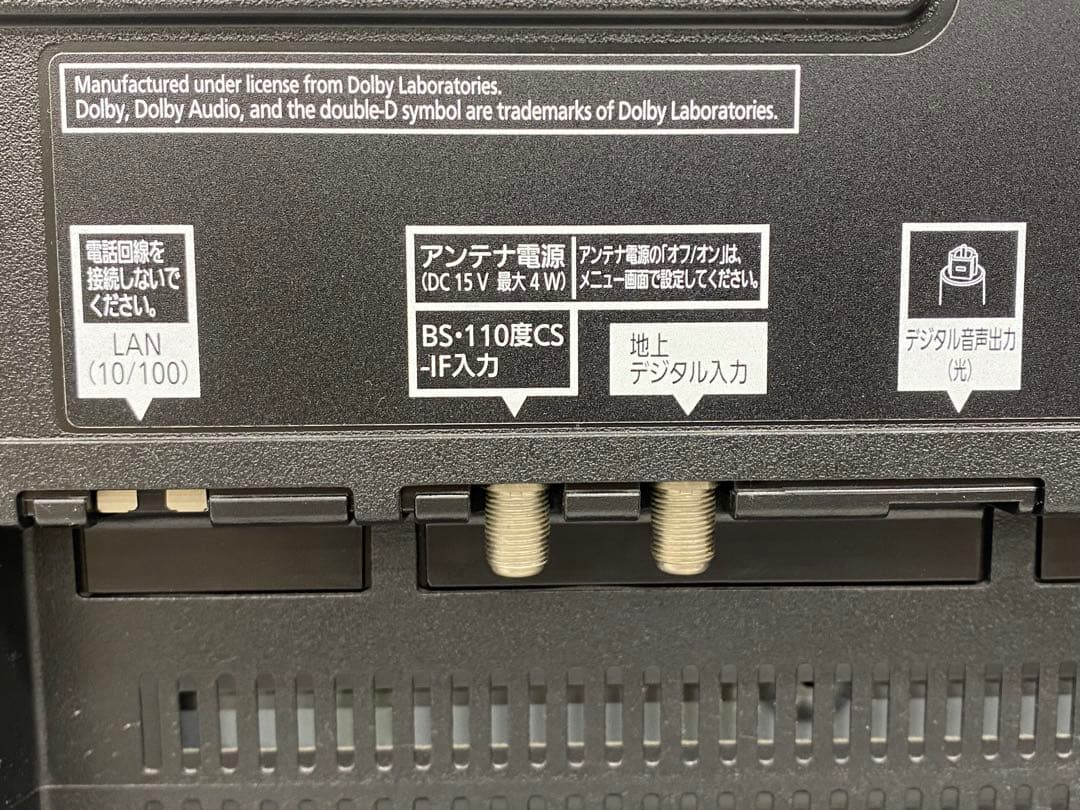 Manufactured under license from Dolby Laboratories.
Dolby, Dolby Audio, and the double-D symbol are trademarks of Dolby Laboratories.
電話回線を
接続しないで
ください。
LAN
(10/100)
アンテナ電源
(DC 15 V 最大 4 W)
アンテナ電源の「オフ/オン」は、
メニュー画面で設定してください。
BS・110度CS
-IF入力
地上
デジタル入力
デジタル音声出力
(光)